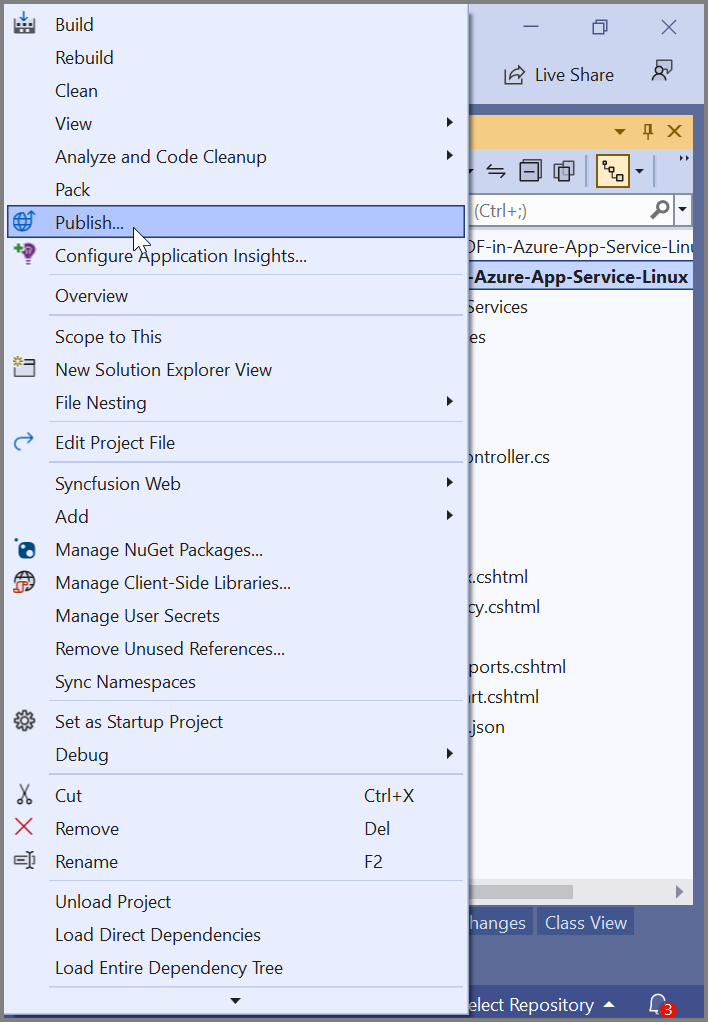 Build
Rebuild
Clean
View
Analyze and Code Cleanup
Pack
Publish...
Configure Application Insights...
Overview
Scope to This
New Solution Explorer View
File Nesting
Edit Project File
Syncfusion Web
Add
Manage NuGet Packages...
Manage Client-Side Libraries...
Manage User Secrets
Remove Unused References...
Sync Namespaces
Set as Startup Project
Debug
Cut Ctrl+X
Remove Del
Rename F2
Unload Project
Load Direct Dependencies
Load Entire Dependency Tree
Live Share
(Ctrl+;)
DF-in-Azure-App-Service-Linu
-Azure-App-Service-Linux
Services
es
ontroller.cs
x.cshtml
cy.cshtml
ports.cshtml
rt.cshtml
.json
hanges Class View
elect Repository 3